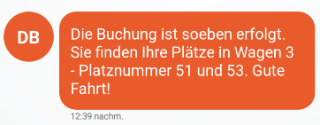 DB
Die Buchung ist soeben erfolgt.
Sie finden Ihre Plätze in Wagen 3
- Platznummer 51 und 53. Gute
Fahrt!
12:39 nachm.